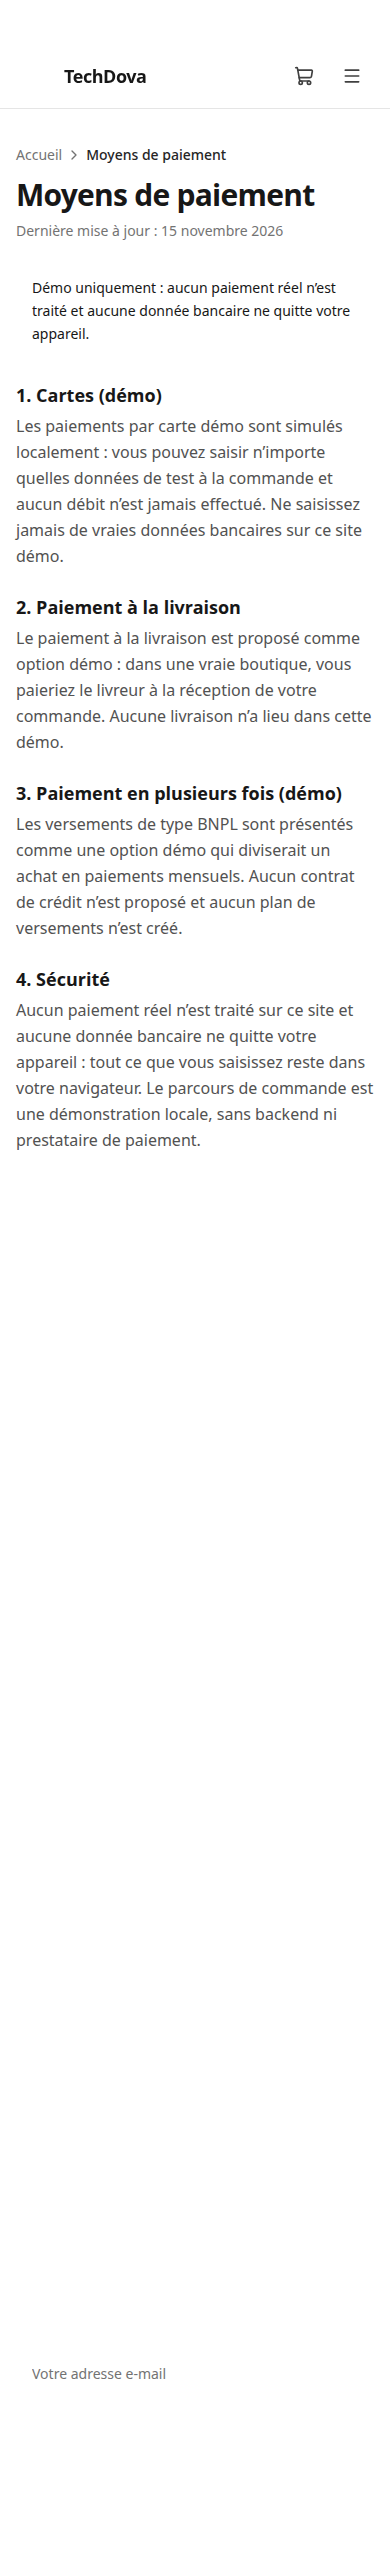 TechDova
Accueil > Moyens de paiement
Moyens de paiement
Dernière mise à jour : 15 novembre 2026
Démo uniquement : aucun paiement réel n’est
traité et aucune donnée bancaire ne quitte votre
appareil.
1. Cartes (démo)
Les paiements par carte démo sont simulés
localement : vous pouvez saisir n’importe
quelles données de test à la commande et
aucun débit n’est jamais effectué. Ne saisissez
jamais de vraies données bancaires sur ce site
démo.
2. Paiement à la livraison
Le paiement à la livraison est proposé comme
option démo : dans une vraie boutique, vous
paieriez le livreur à la réception de votre
commande. Aucune livraison n’a lieu dans cette
démo.
3. Paiement en plusieurs fois (démo)
Les versements de type BNPL sont présentés
comme une option démo qui diviserait un
achat en paiements mensuels. Aucun contrat
de crédit n’est proposé et aucun plan de
versements n’est créé.
4. Sécurité
Aucun paiement réel n’est traité sur ce site et
aucune donnée bancaire ne quitte votre
appareil : tout ce que vous saisissez reste dans
votre navigateur. Le parcours de commande est
une démonstration locale, sans backend ni
prestataire de paiement.
Votre adresse e-mail